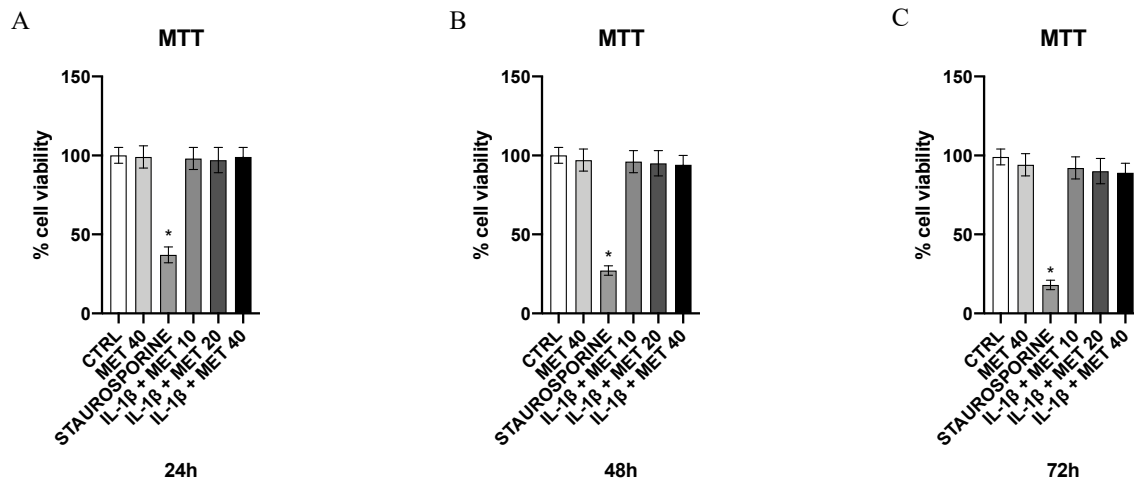 A
MTT
% cell viability
150
100
50
0
*
CTRL
MET 40
STAUROSPORINE
IL-1β + MET 10
IL-1β + MET 20
IL-1β + MET 40
24h
B
MTT
% cell viability
150
100
50
0
*
CTRL
MET 40
STAUROSPORINE
IL-1β + MET 10
IL-1β + MET 20
IL-1β + MET 40
48h
C
MTT
% cell viability
150
100
50
0
*
CTRL
MET 40
STAUROSPORINE
IL-1β + MET 10
IL-1β + MET 20
IL-1β + MET 40
72h